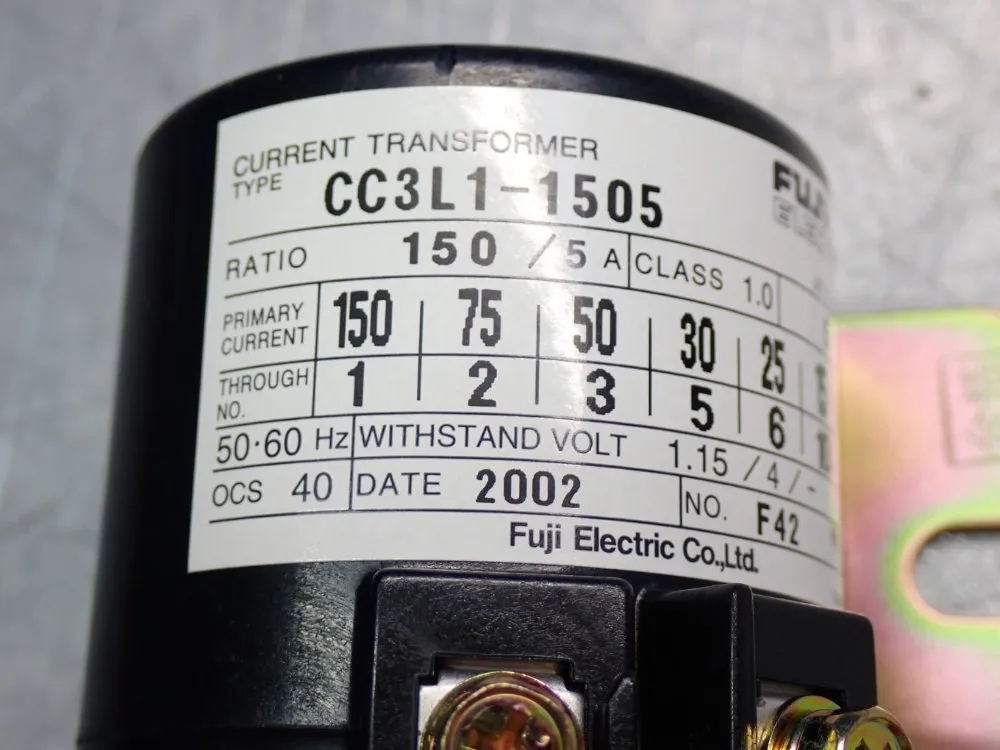 CURRENT TRANSFORMER
TYPE CC3L1-1505
RATIO 150 / 5 A CLASS 1.0
PRIMARY CURRENT 150 75 50 30 25
THROUGH NO. 1 2 3 5 6
50·60 Hz WITHSTAND VOLT 1.15 / 4 / -
OCS 40 DATE 2002 NO. F42
Fuji Electric Co.,Ltd.